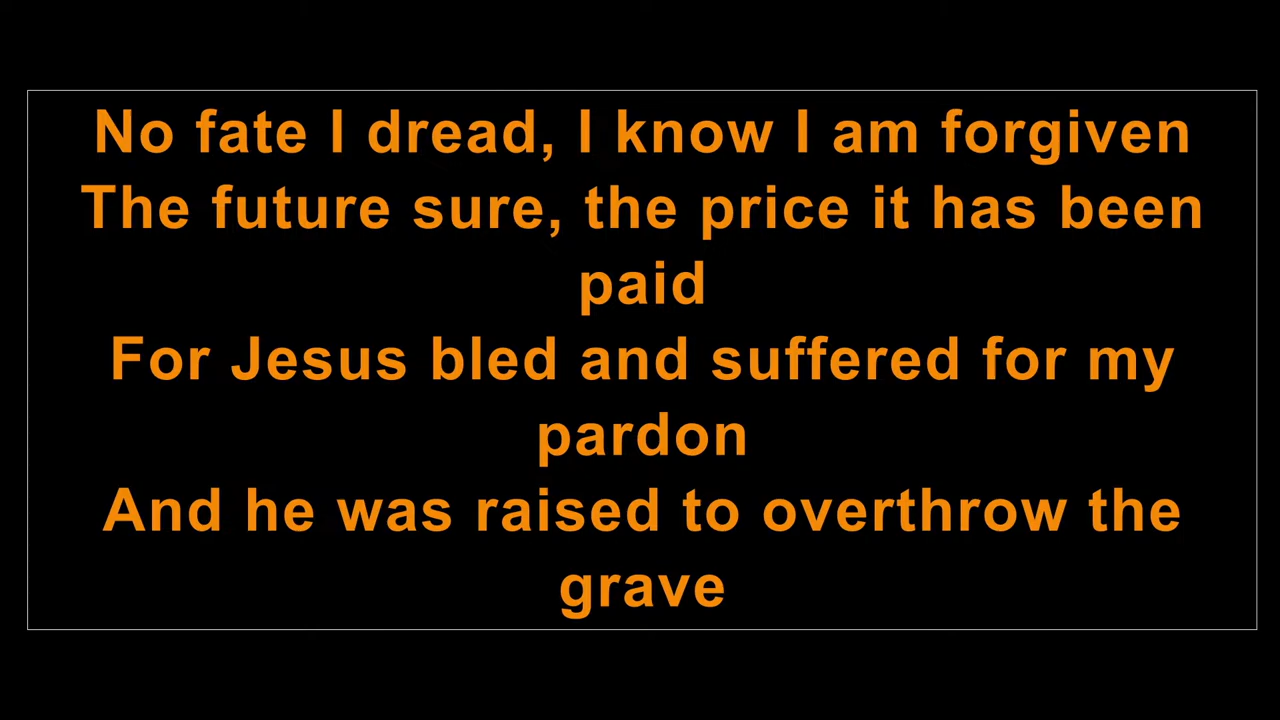 No fate I dread, I know I am forgiven
The future sure, the price it has been
paid
For Jesus bled and suffered for my
pardon
And he was raised to overthrow the
grave